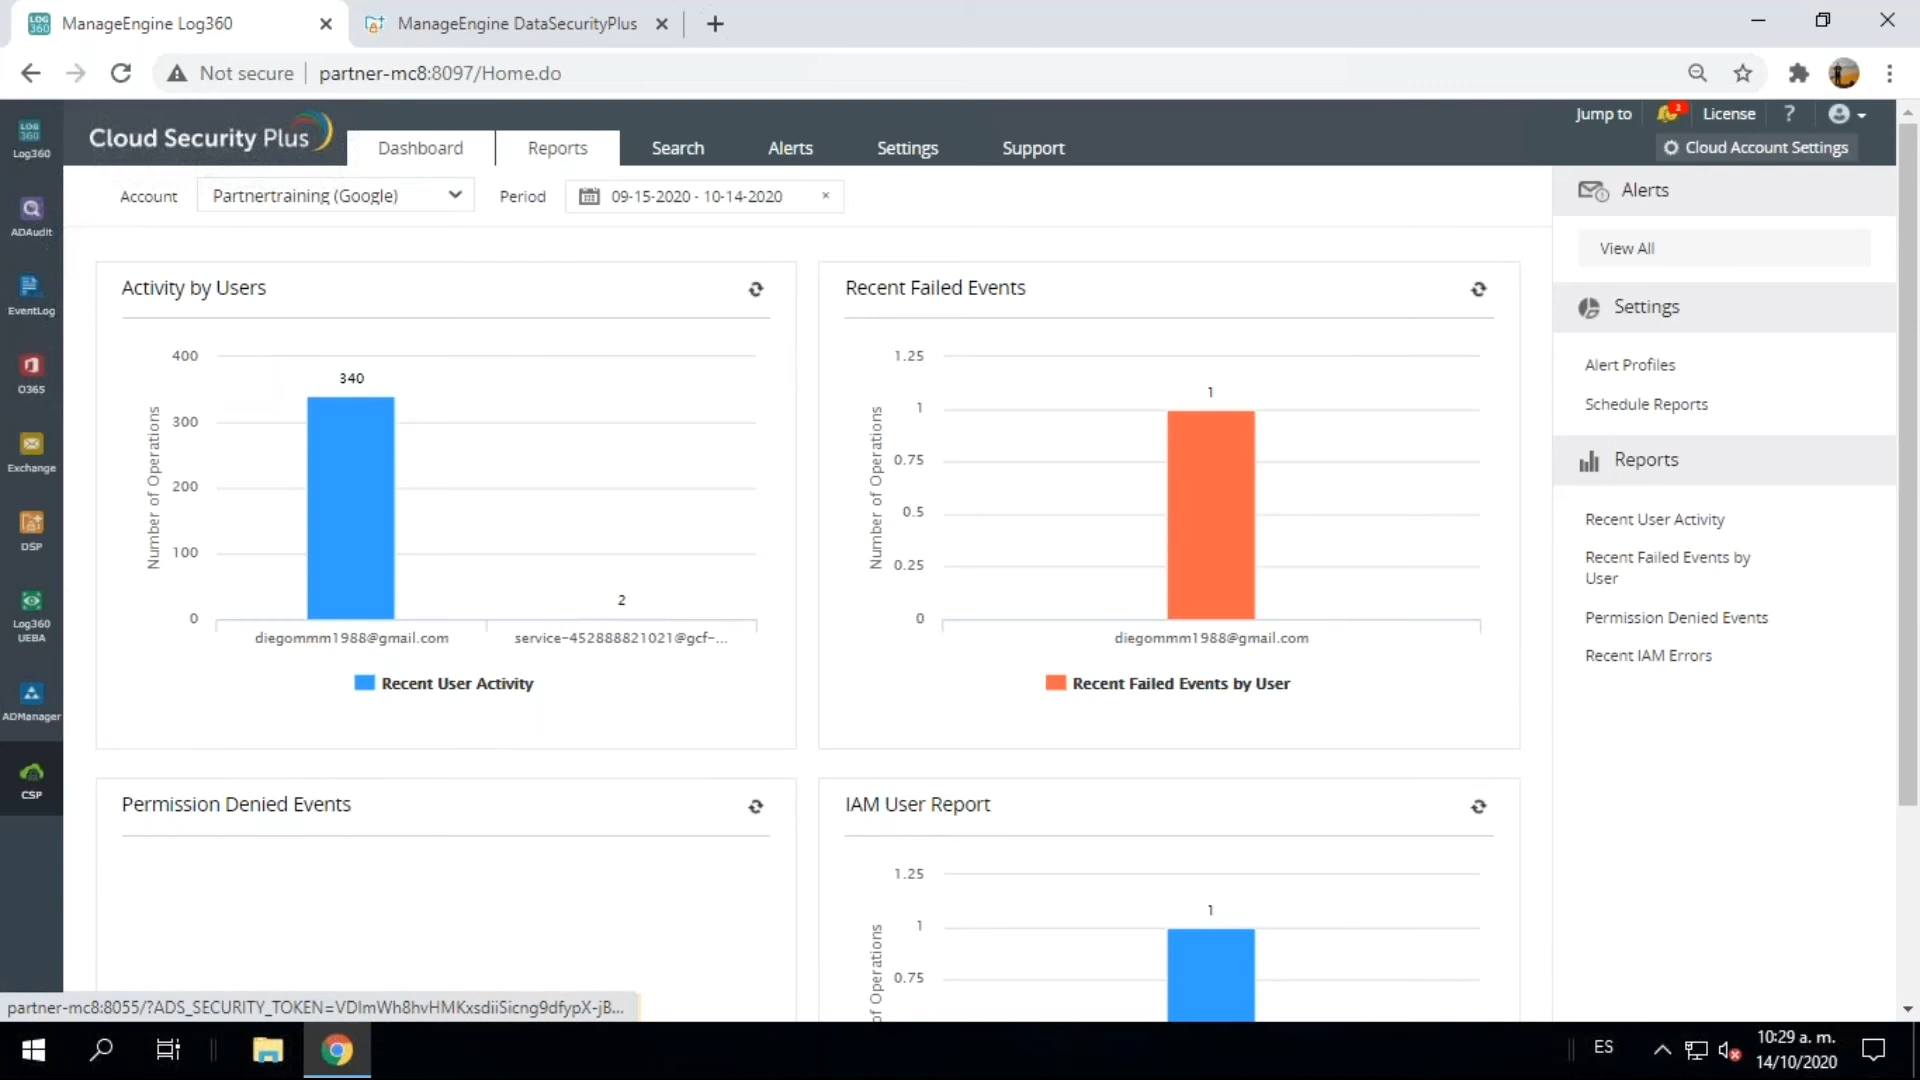 ManageEngine Log360
ManageEngine DataSecurityPlus
Not secure
partner-mc8:8097/Home.do
LOG 360
Log360
ADAudit
EventLog
O365
Exchange
DSP
Log360 UEBA
ADManager
CSP
Cloud Security Plus
Dashboard
Reports
Search
Alerts
Settings
Support
Jump to
2
License
?
Cloud Account Settings
Account
Partnertraining (Google)
Period
09-15-2020 - 10-14-2020
×
Activity by Users
400
300
200
100
0
Number of Operations
340
2
diegommm1988@gmail.com
service-452888821021@gcf-...
Recent User Activity
Recent Failed Events
1.25
1
0.75
0.5
0.25
0
Number of Operations
1
diegommm1988@gmail.com
Recent Failed Events by User
Permission Denied Events
IAM User Report
1.25
1
0.75
of Operations
1
Alerts
View All
Settings
Alert Profiles
Schedule Reports
Reports
Recent User Activity
Recent Failed Events by
User
Permission Denied Events
Recent IAM Errors
partner-mc8:8055/?ADS_SECURITY_TOKEN=VDImWh8hvHMKxsdiiSicng9dfypX-jB...
ES
10:29 a. m.
14/10/2020